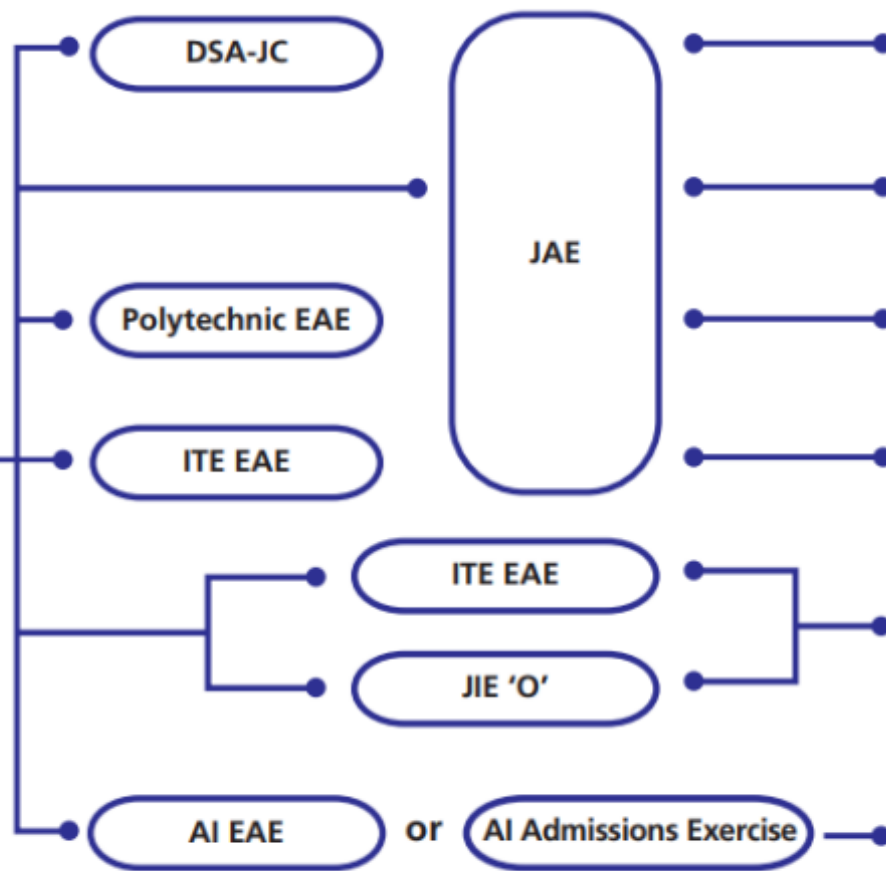 DSA-JC
JAE
Polytechnic EAE
ITE EAE
ITE EAE
JIE ‘O’
AI EAE or AI Admissions Exercise